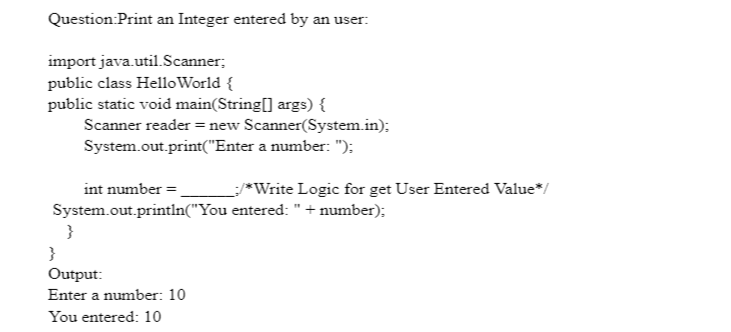 Question:Print an Integer entered by an user:
import java.util.Scanner;
public class HelloWorld {
public static void main(String[] args) {
Scanner reader = new Scanner(System.in);
System.out.print("Enter a number: ");
int number = ______;/*Write Logic for get User Entered Value*/
System.out.println("You entered: " + number);
}
}
Output:
Enter a number: 10
You entered: 10